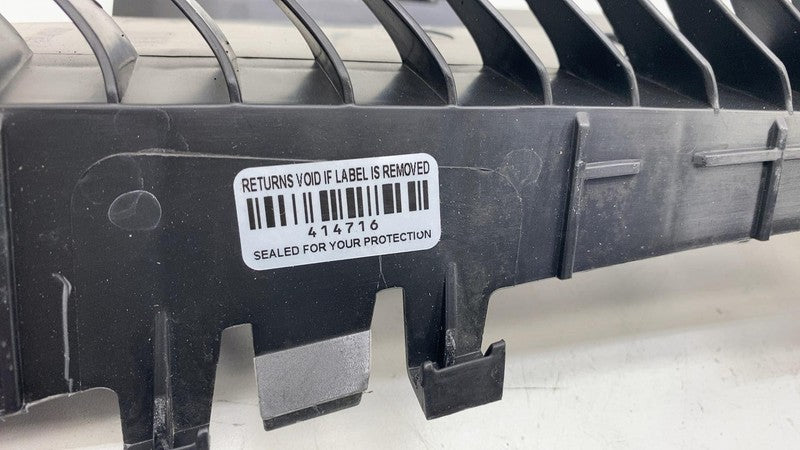 RETURNS VOID IF LABEL IS REMOVED
414716
SEALED FOR YOUR PROTECTION